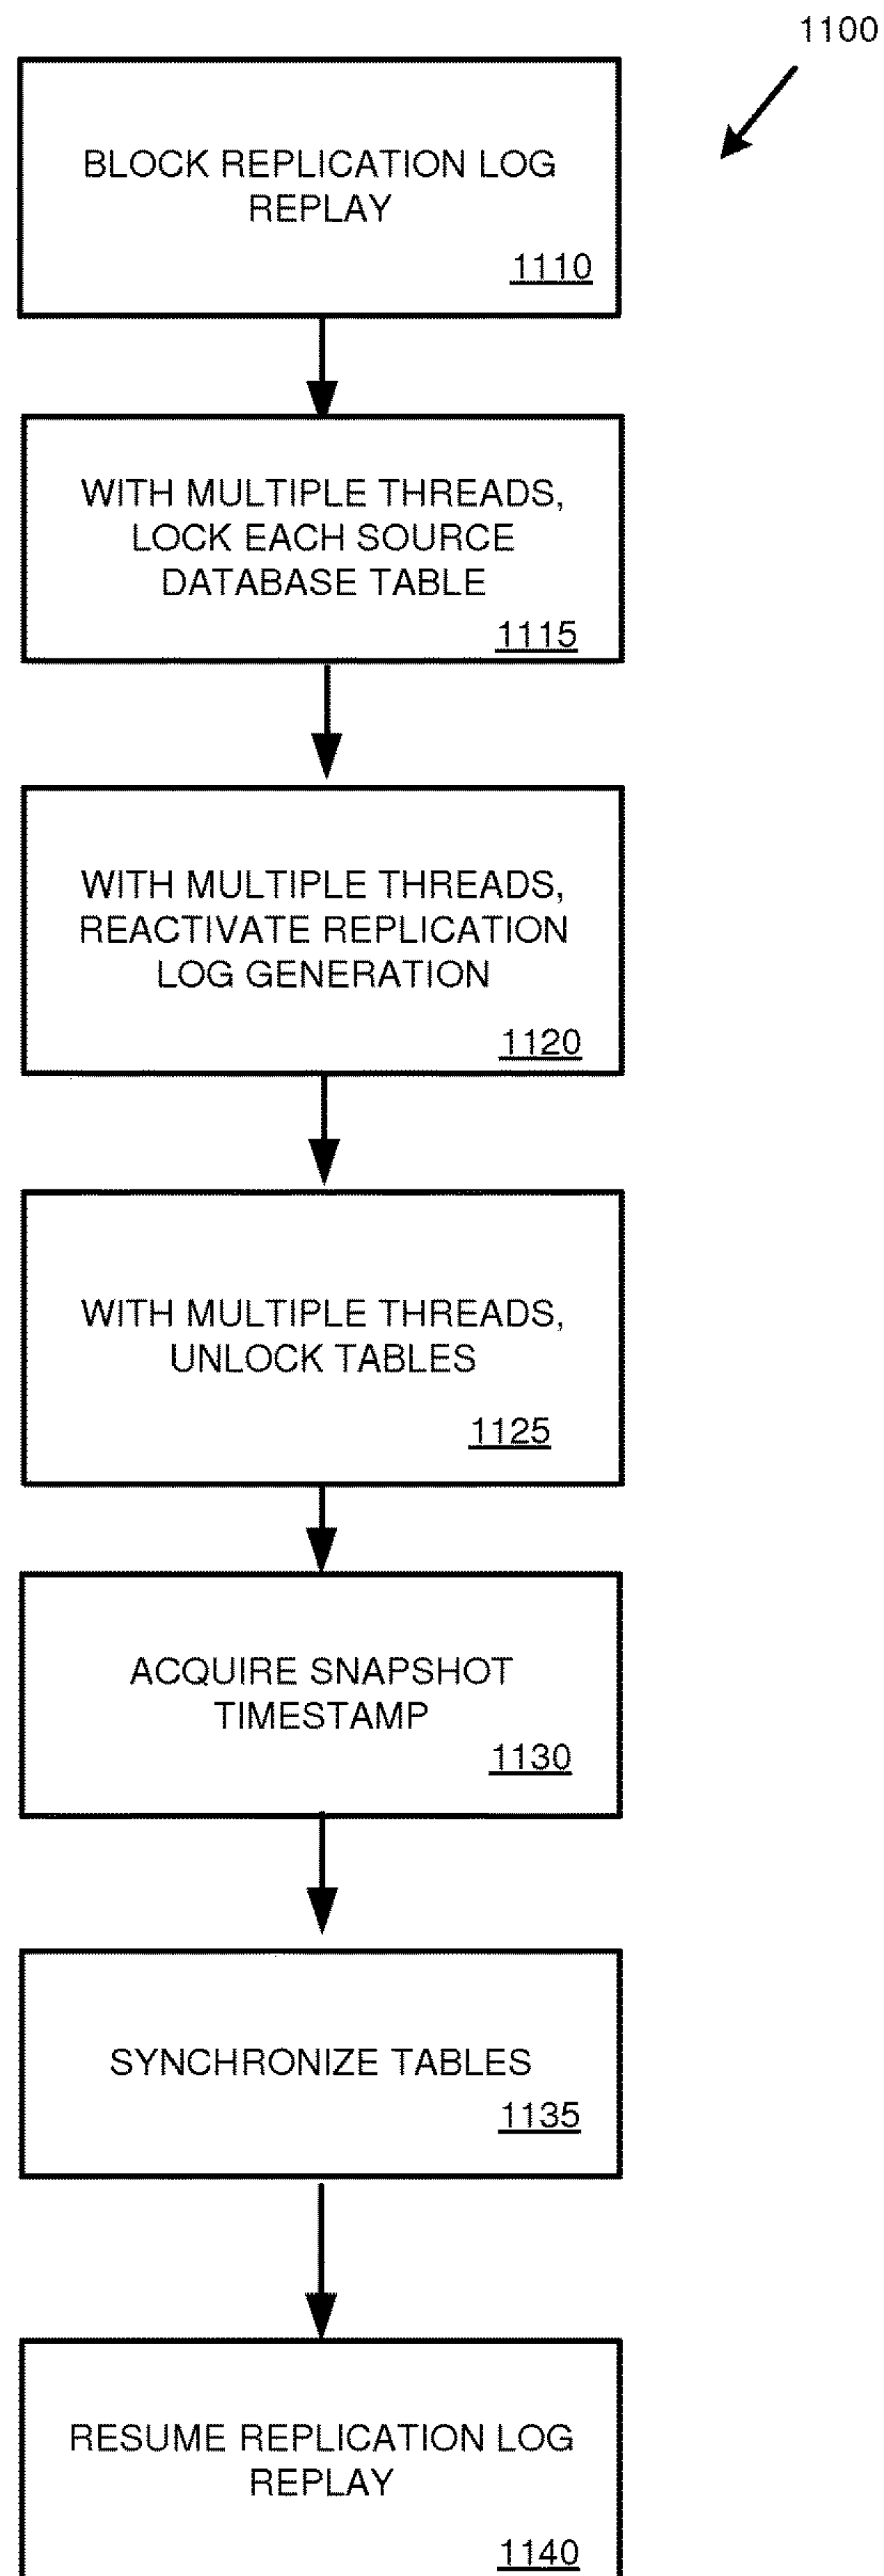 1100
BLOCK REPLICATION LOG
REPLAY
1110
WITH MULTIPLE THREADS,
LOCK EACH SOURCE
DATABASE TABLE
1115
WITH MULTIPLE THREADS,
REACTIVATE REPLICATION
LOG GENERATION
1120
WITH MULTIPLE THREADS,
UNLOCK TABLES
1125
ACQUIRE SNAPSHOT
TIMESTAMP
1130
SYNCHRONIZE TABLES
1135
RESUME REPLICATION LOG
REPLAY
1140